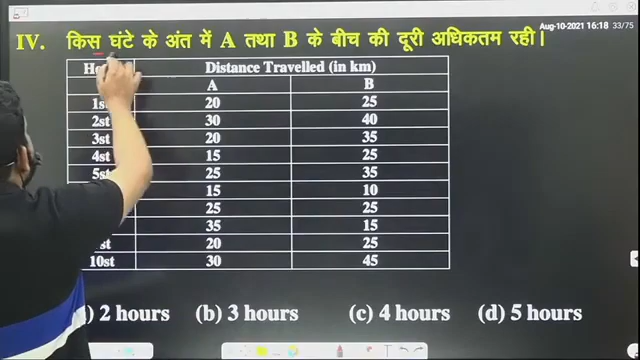 Aug-10-2021 16:18 33/75
IV. किस घंटे के अंत में A तथा B के बीच की दूरी अधिकतम रही।
Distance Travelled (in km)
A B
1st 20 25
2st 30 40
3st 20 35
4st 15 25
5st 25 35
15 10
25 25
35 15
20 25
10st 30 45
2 hours (b) 3 hours (c) 4 hours (d) 5 hours